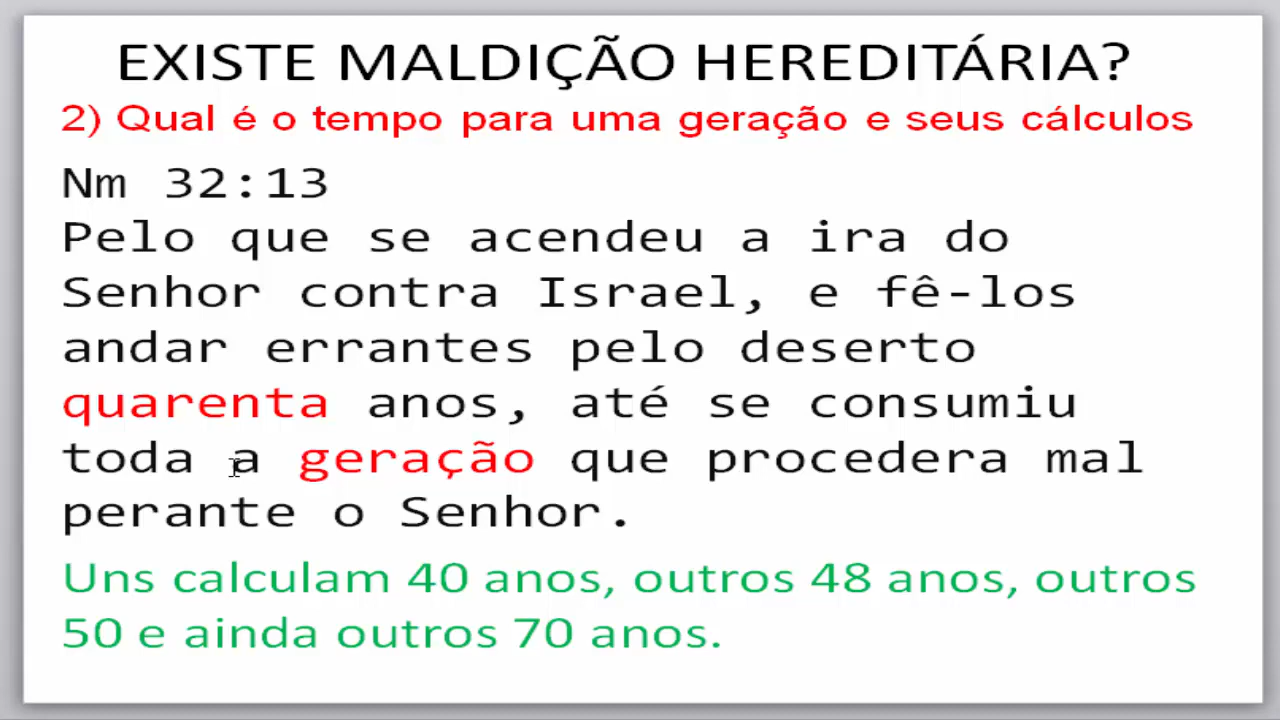 EXISTE MALDIÇÃO HEREDITÁRIA?
2) Qual é o tempo para uma geração e seus cálculos
Nm 32:13
Pelo que se acendeu a ira do
Senhor contra Israel, e fê-los
andar errantes pelo deserto
quarenta anos, até se consumiu
toda a geração que procedera mal
perante o Senhor.
Uns calculam 40 anos, outros 48 anos, outros
50 e ainda outros 70 anos.